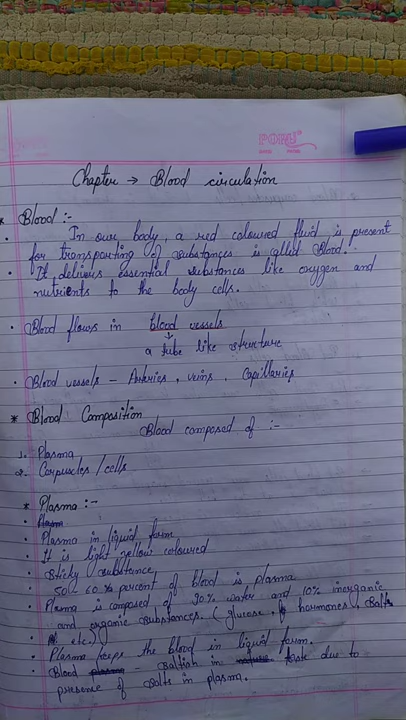 PONY
Chapter → Blood circulation
* Blood :-
• In our body, a red coloured fluid is present
for transporting of substances is called Blood.
• It delivers essential substances like oxygen and
nutrients to the body cells.
• Blood flows in blood vessels
↓
a tube like structure
• Blood vessels - Arteries, veins, Capillaries
* Blood Composition
Blood composed of :-
1. Plasma
2. Corpuscles / cells
* Plasma :-
• Plasma in liquid form
• It is light yellow coloured
• Sticky substance
• 50 - 60 % percent of blood is plasma
• Plasma is composed of 90% water and 10% inorganic
and organic substances. (glucose, hormones, salts
etc.)
• Plasma keeps the blood in liquid form.
• Blood - Saltish in taste due to
presence of salts in plasma.